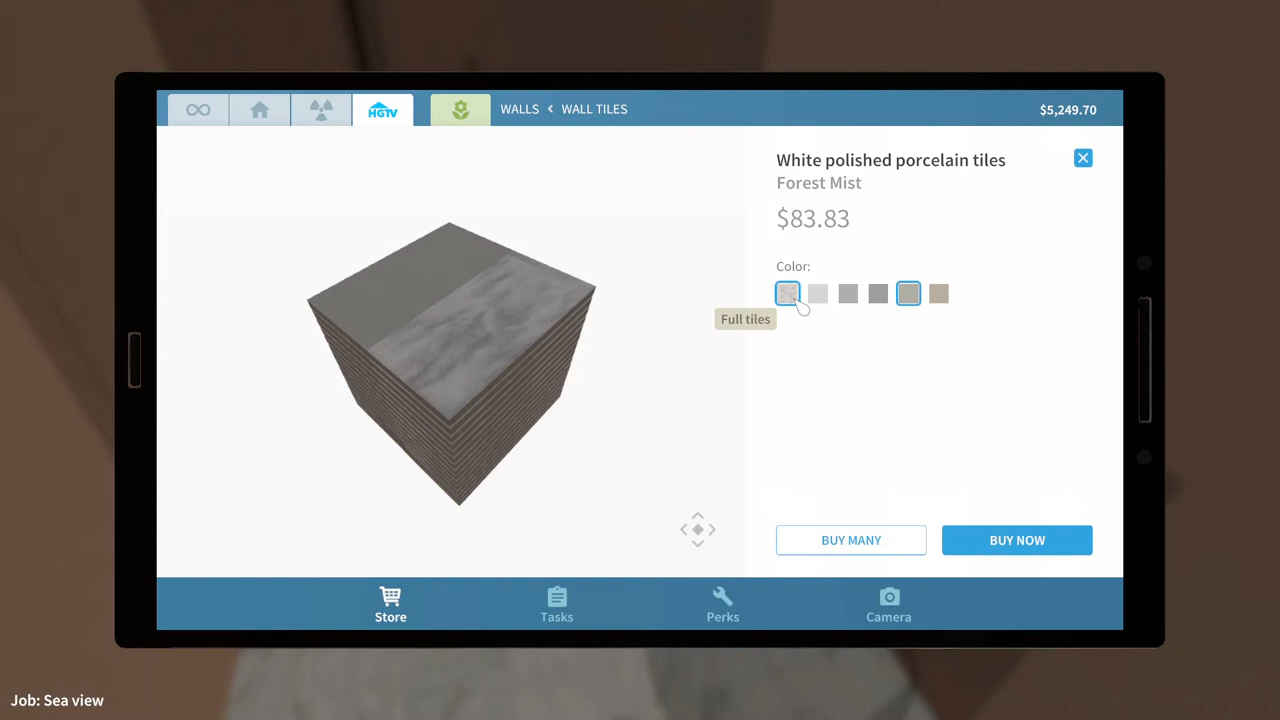 HGTV
WALLS < WALL TILES
$5,249.70
White polished porcelain tiles
Forest Mist
$83.83
Color:
Full tiles
BUY MANY
BUY NOW
Store
Tasks
Perks
Camera
Job: Sea view